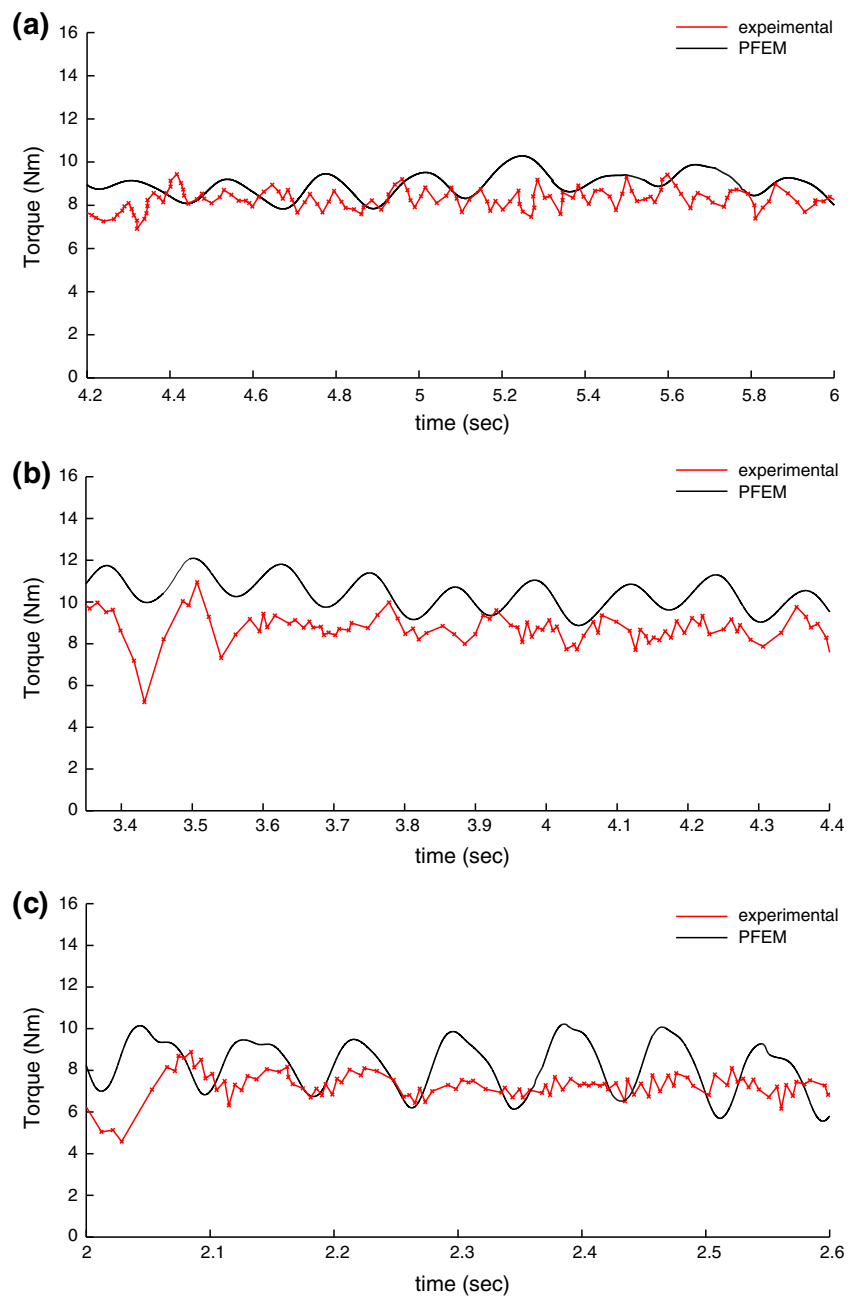 (a)
expeimental
PFEM
16
14
12
10
8
6
4
2
0
Torque (Nm)
4.2 4.4 4.6 4.8 5 5.2 5.4 5.6 5.8 6
time (sec)
(b)
experimental
PFEM
16
14
12
10
8
6
4
2
0
Torque (Nm)
3.4 3.5 3.6 3.7 3.8 3.9 4 4.1 4.2 4.3 4.4
time (sec)
(c)
experimental
PFEM
16
14
12
10
8
6
4
2
0
Torque (Nm)
2 2.1 2.2 2.3 2.4 2.5 2.6
time (sec)